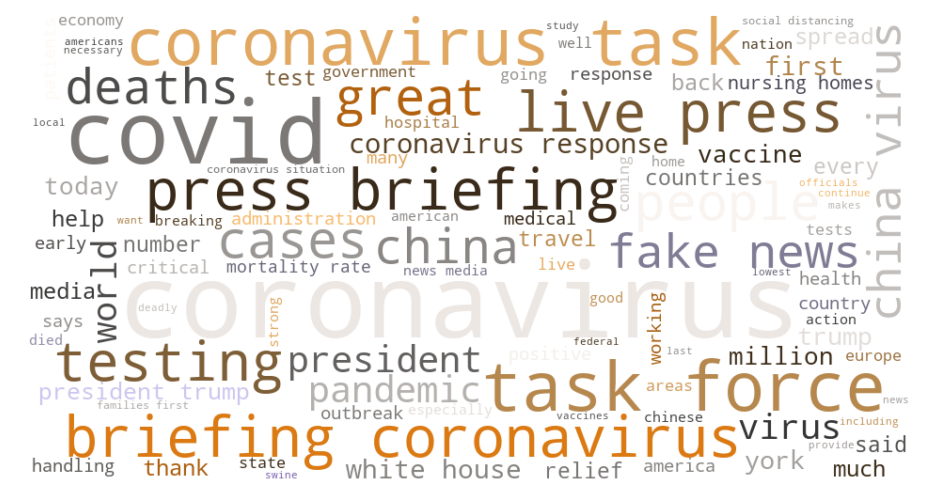 economy
coronavirus task
study
social distancing
americans
necessary
well
nation
spread
patients
deaths
test
government
going
response
first
back
nursing homes
great
live press
virus
local
covid
hospital
coronavirus response
many
vaccine
home
countries
every
coronavirus situation
today
press briefing
coming
people
officials
continue
makes
china virus
help
want
breaking
administration
american
medical
early
world
number
cases
china
travel
fake news
tests
critical
mortality rate
news media
live
lowest
health
media
deadly
coronavirus
strong
good
working
country
action
says
died
federal
trump
testing
president
positive
last
million
europe
president trump
pandemic
task force
areas
families first
outbreak
especially
vaccines
chinese
news
briefing coronavirus
virus
including
provide
said
handling
thank
state
swine
white house
relief
america
york
much